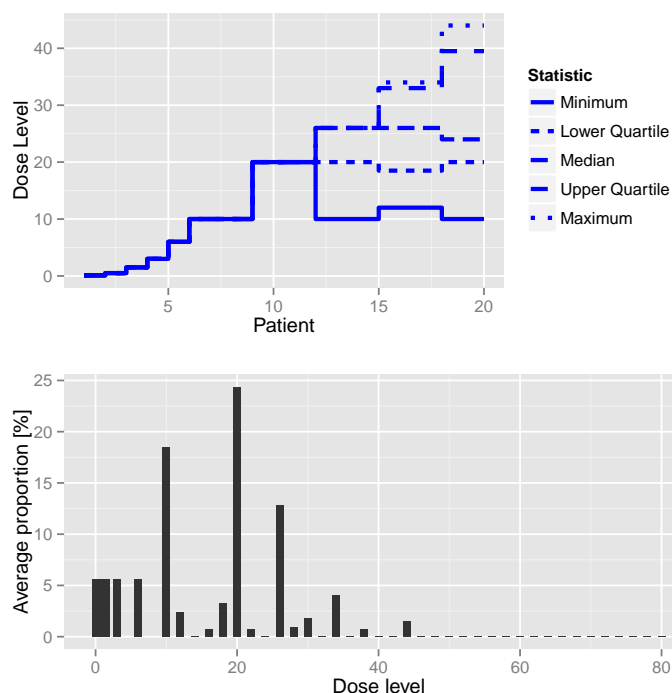 40
30
20
10
0
Dose Level
5
10
15
20
Patient
Statistic
Minimum
Lower Quartile
Median
Upper Quartile
Maximum
25
20
15
10
5
0
Average proportion [%]
0
20
40
60
80
Dose level